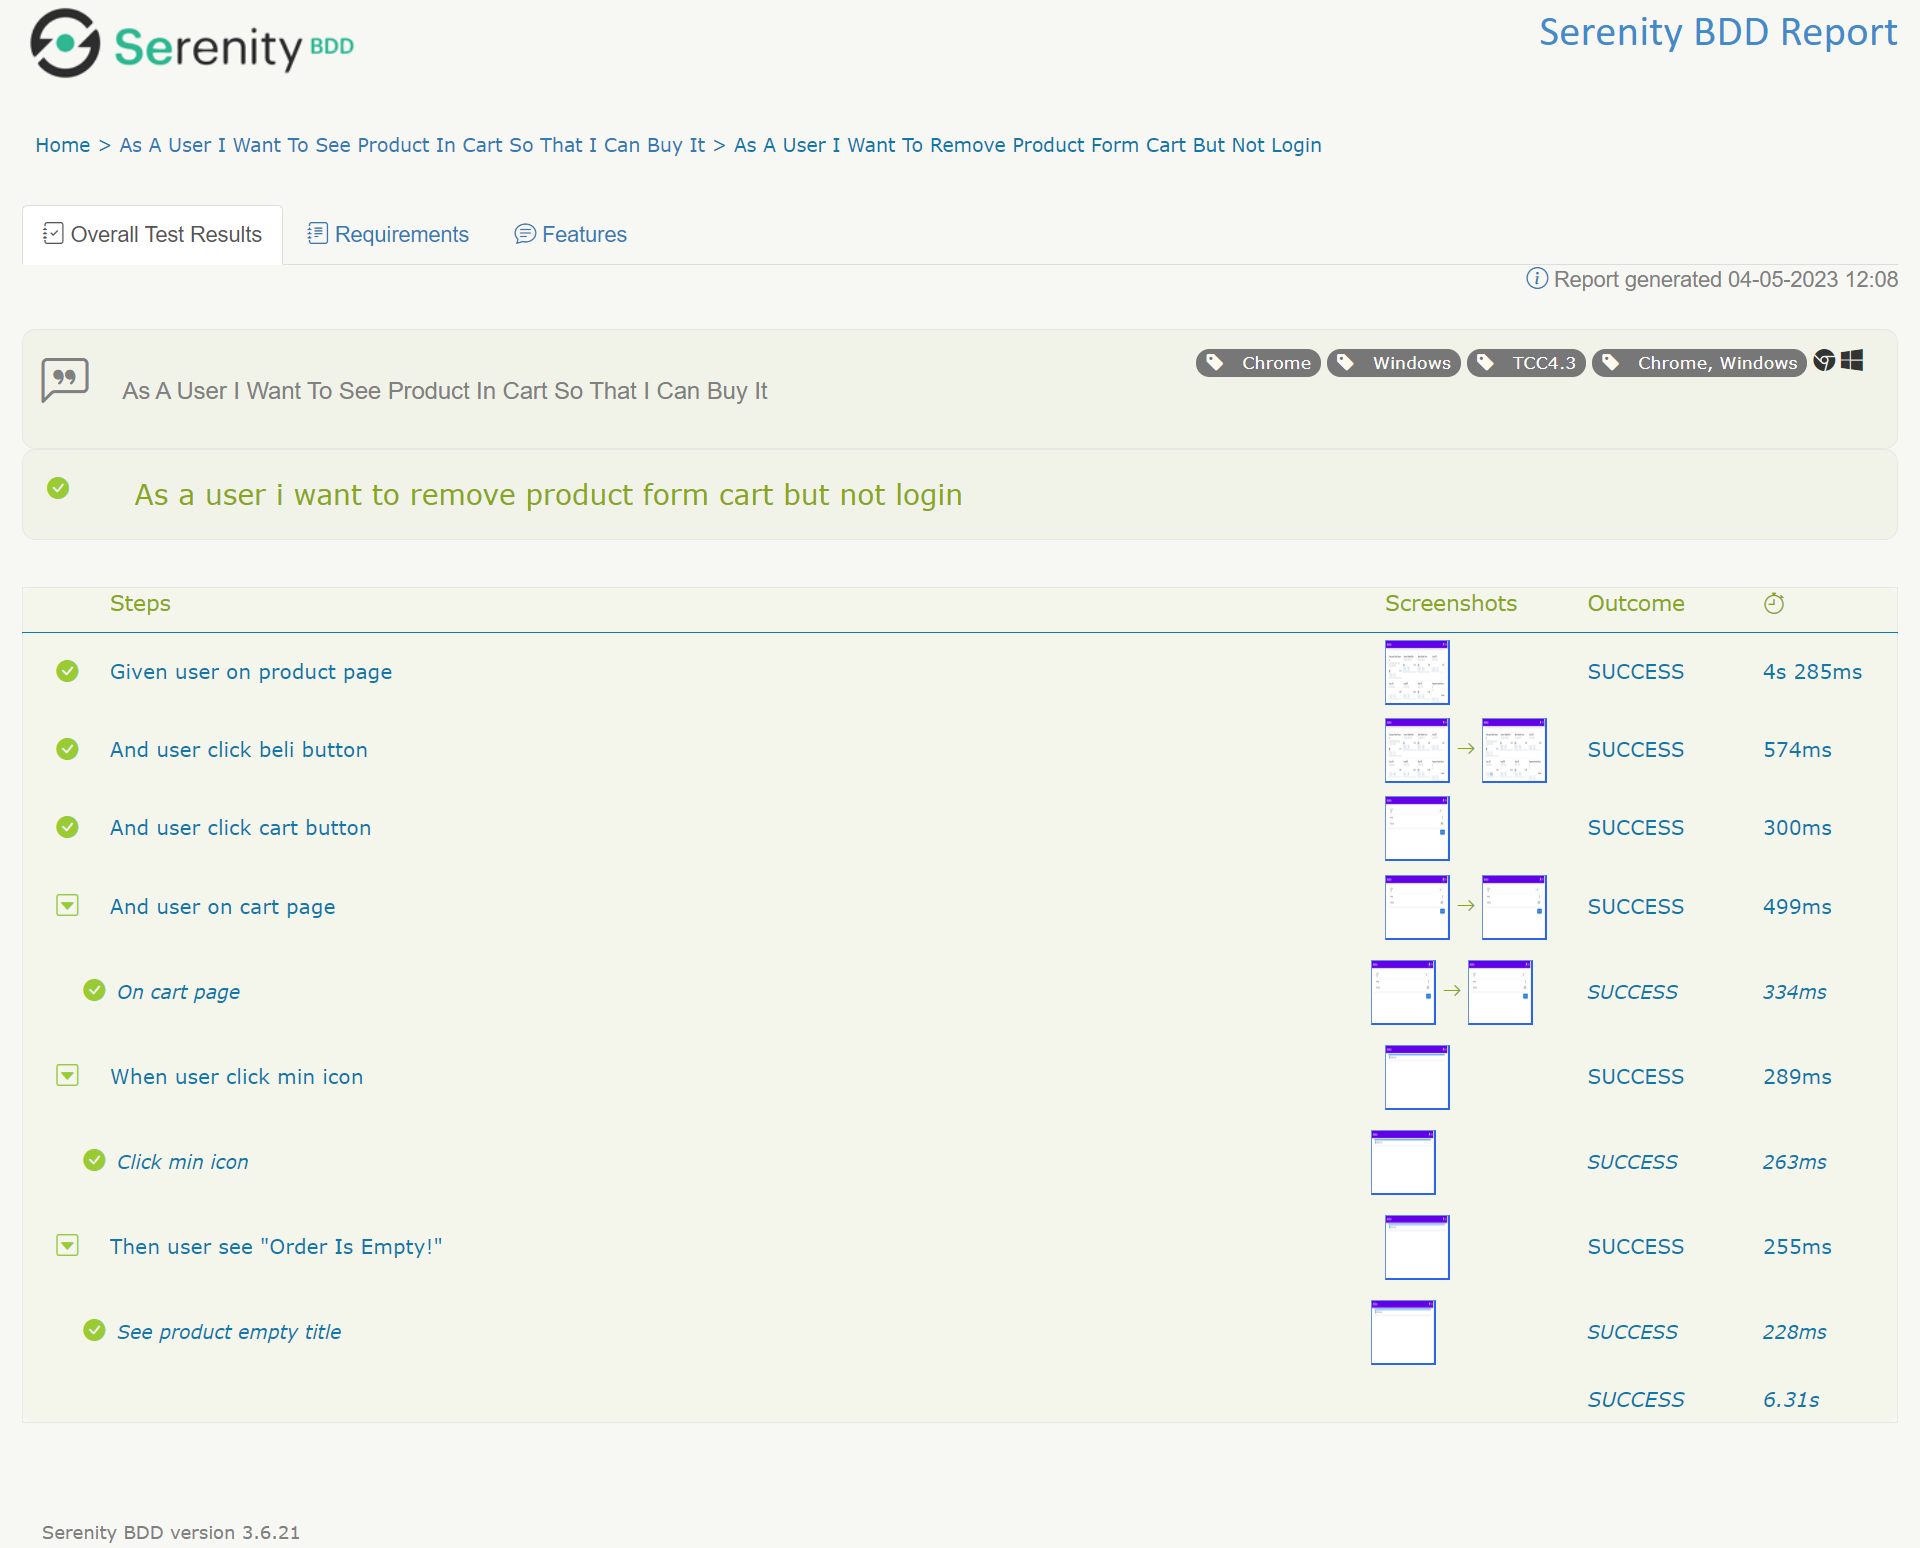 Serenity BDD
Serenity BDD Report
Home > As A User I Want To See Product In Cart So That I Can Buy It > As A User I Want To Remove Product Form Cart But Not Login
Overall Test Results Requirements Features
Report generated 04-05-2023 12:08
Chrome Windows TCC4.3 Chrome, Windows
As A User I Want To See Product In Cart So That I Can Buy It
As a user i want to remove product form cart but not login
Steps Screenshots Outcome
Given user on product page SUCCESS 4s 285ms
And user click beli button SUCCESS 574ms
And user click cart button SUCCESS 300ms
And user on cart page SUCCESS 499ms
On cart page SUCCESS 334ms
When user click min icon SUCCESS 289ms
Click min icon SUCCESS 263ms
Then user see "Order Is Empty!" SUCCESS 255ms
See product empty title SUCCESS 228ms
SUCCESS 6.31s
Serenity BDD version 3.6.21